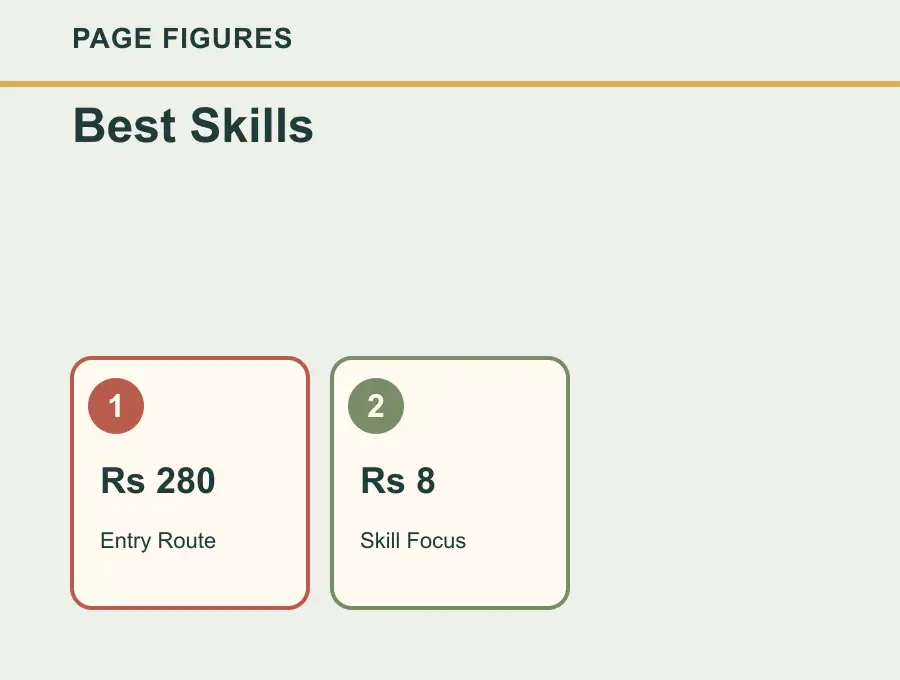 PAGE FIGURES
Best Skills
1
Rs 280
Entry Route
2
Rs 8
Skill Focus